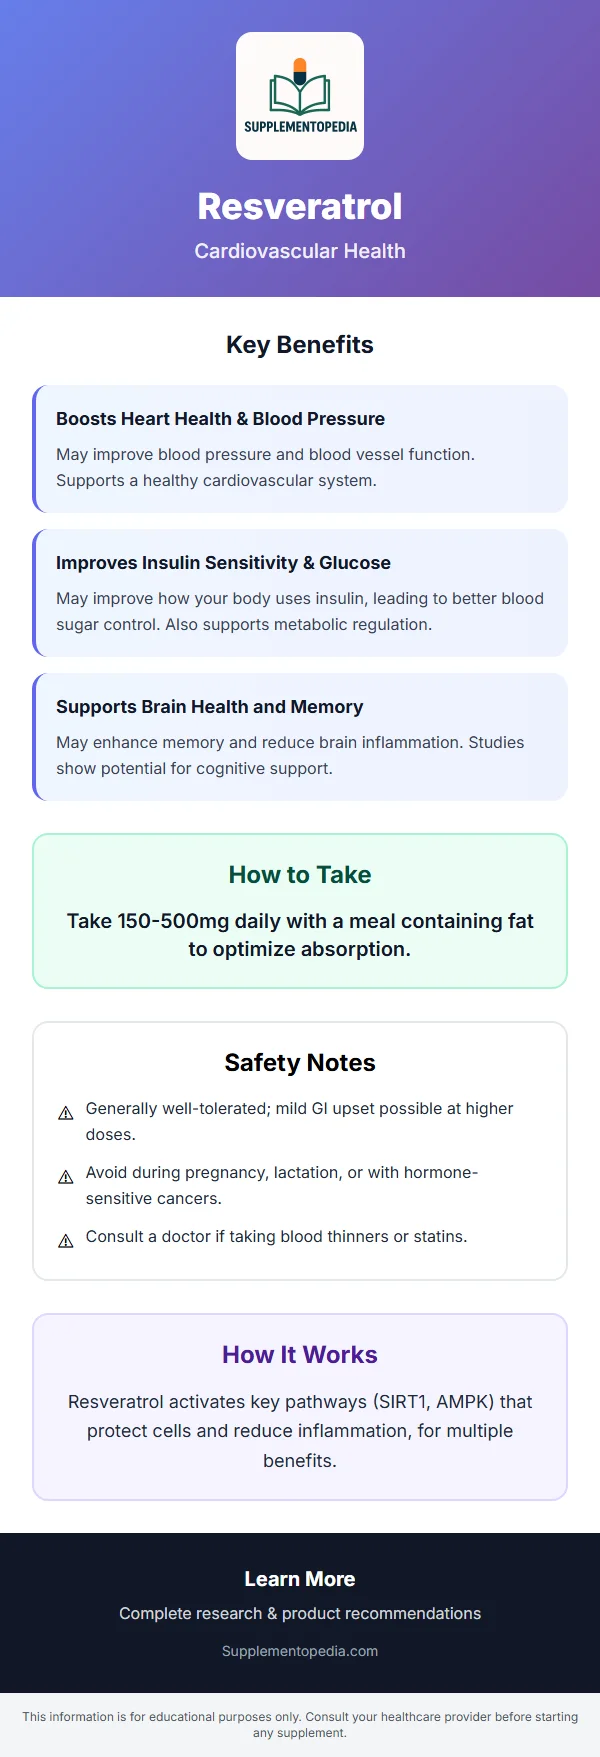 SUPPLEMENTOPEDIA
Resveratrol
Cardiovascular Health
Key Benefits
Boosts Heart Health & Blood Pressure
May improve blood pressure and blood vessel function.
Supports a healthy cardiovascular system.
Improves Insulin Sensitivity & Glucose
May improve how your body uses insulin, leading to better blood
sugar control. Also supports metabolic regulation.
Supports Brain Health and Memory
May enhance memory and reduce brain inflammation. Studies
show potential for cognitive support.
How to Take
Take 150-500mg daily with a meal containing fat
to optimize absorption.
Safety Notes
⚠ Generally well-tolerated; mild GI upset possible at higher
doses.
⚠ Avoid during pregnancy, lactation, or with hormone-
sensitive cancers.
⚠ Consult a doctor if taking blood thinners or statins.
How It Works
Resveratrol activates key pathways (SIRT1, AMPK) that
protect cells and reduce inflammation, for multiple
benefits.
Learn More
Complete research & product recommendations
Supplementopedia.com
This information is for educational purposes only. Consult your healthcare provider before starting
any supplement.